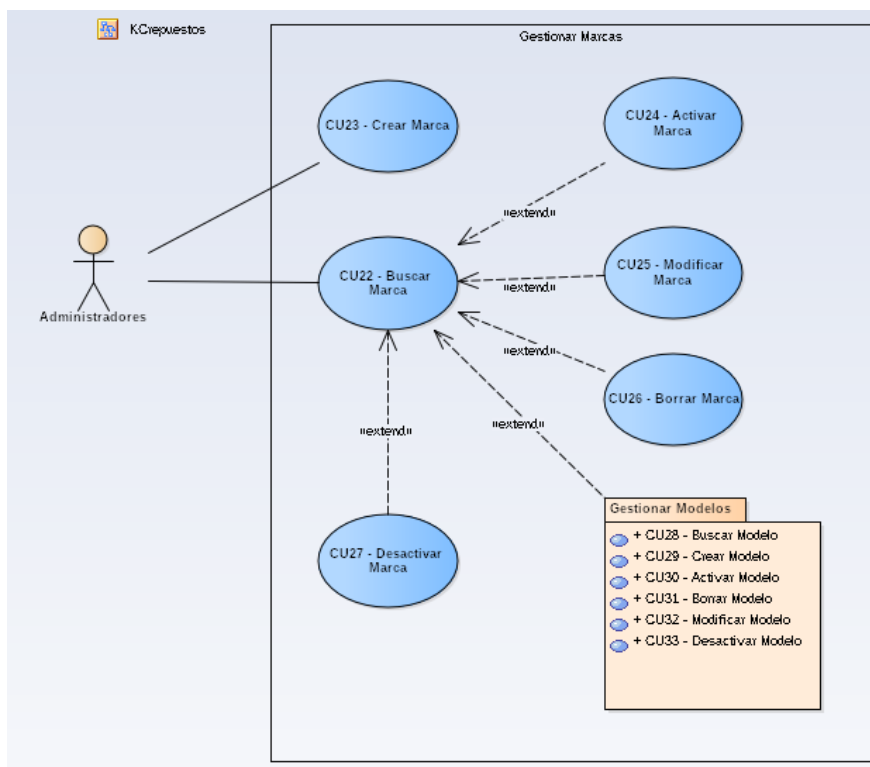 KCrepuestos
Gestionar Marcas
CU23 - Crear Marca
CU24 - Activar
Marca
«extend»
CU22 - Buscar
Marca
CU25 - Modificar
Marca
«extend»
Administradores
«extend»
CU26 - Borrar Marca
«extend»
«extend»
Gestionar Modelos
+ CU28 - Buscar Modelo
+ CU29 - Crear Modelo
+ CU30 - Activar Modelo
+ CU31 - Borrar Modelo
+ CU32 - Modificar Modelo
+ CU33 - Desactivar Modelo
CU27 - Desactivar
Marca